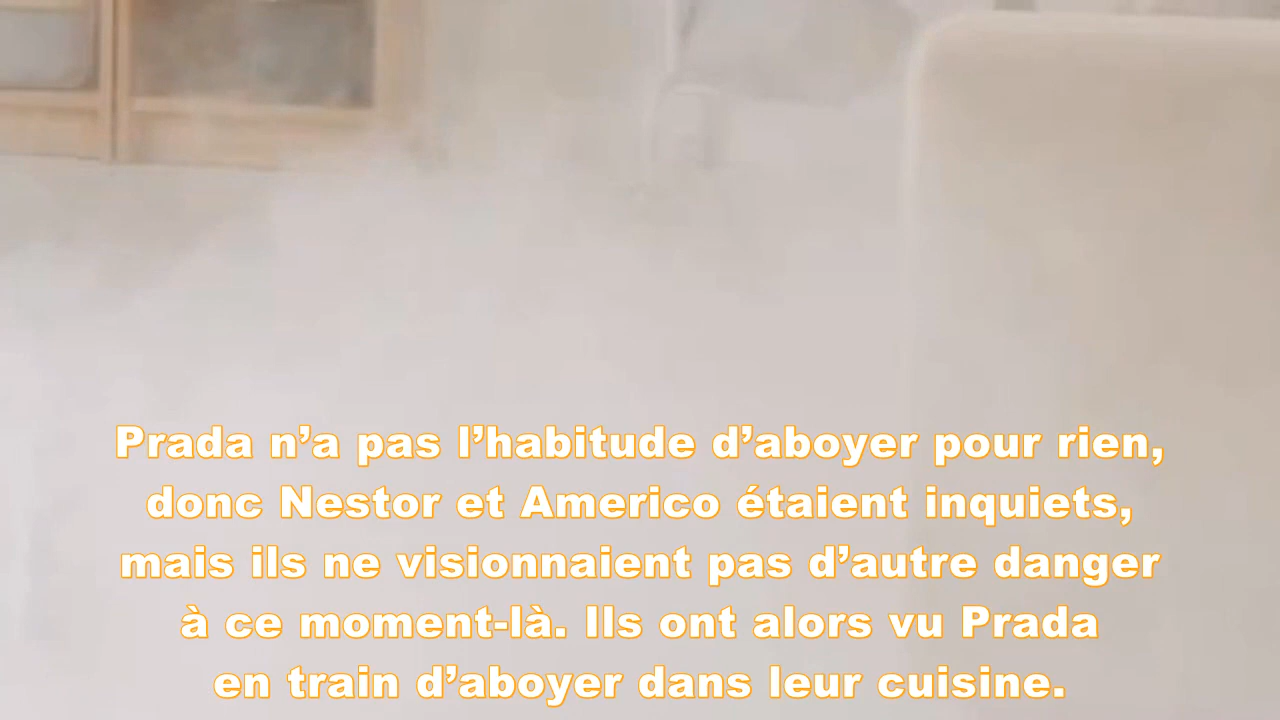 Prada n’a pas l’habitude d’aboyer pour rien,
donc Nestor et Americo étaient inquiets,
mais ils ne visionnaient pas d’autre danger
à ce moment-là. Ils ont alors vu Prada
en train d’aboyer dans leur cuisine.